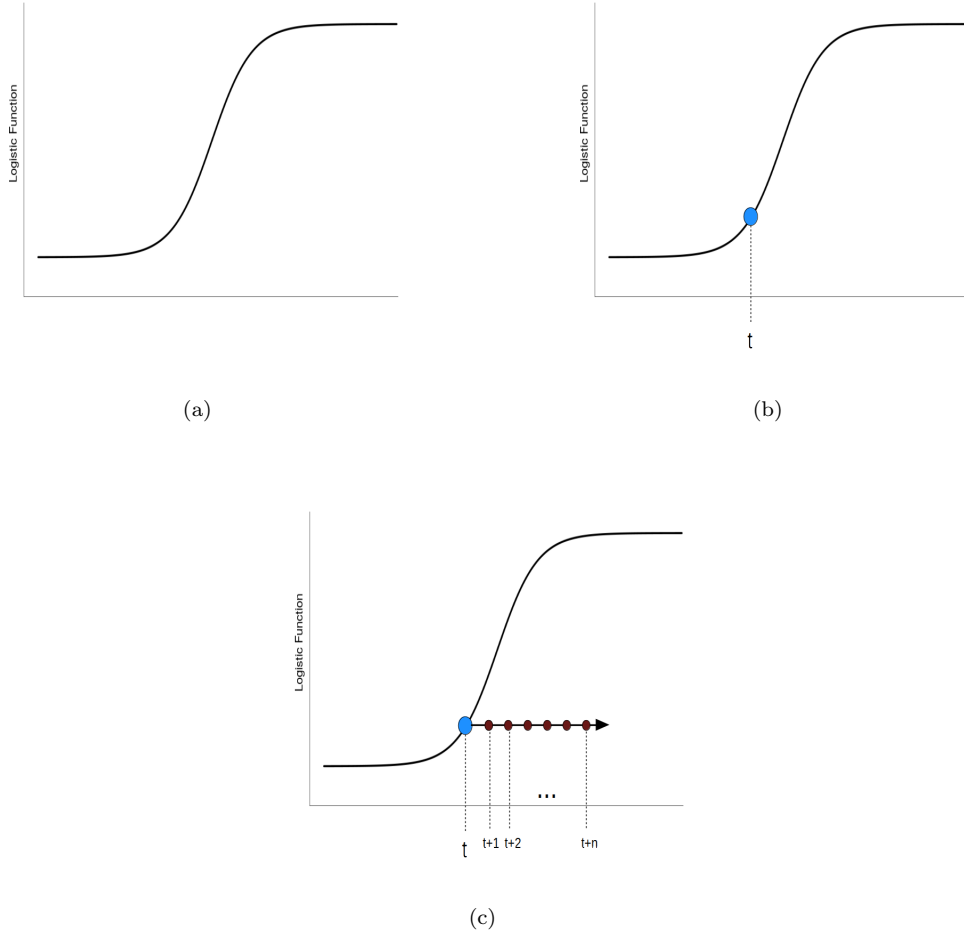 Logistic Function
(a)
Logistic Function
t
(b)
Logistic Function
...
t
t+1
t+2
t+n
(c)